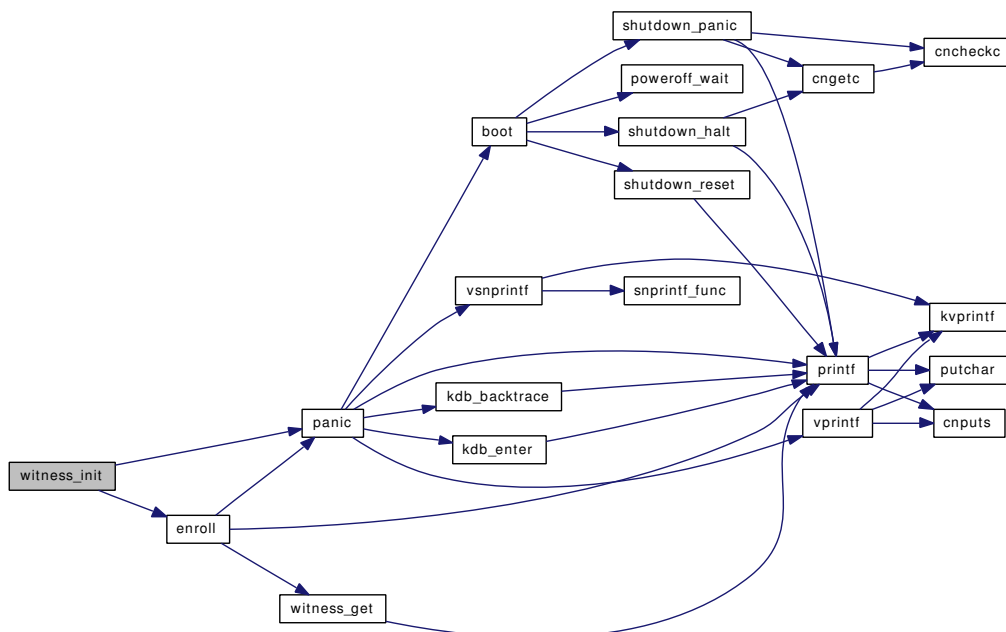 shutdown_panic
cncheckc
poweroff_wait
cngetc
boot
shutdown_halt
shutdown_reset
vsnprintf
snprintf_func
kvprintf
printf
putchar
kdb_backtrace
panic
vprintf
cnputs
kdb_enter
witness_init
enroll
witness_get